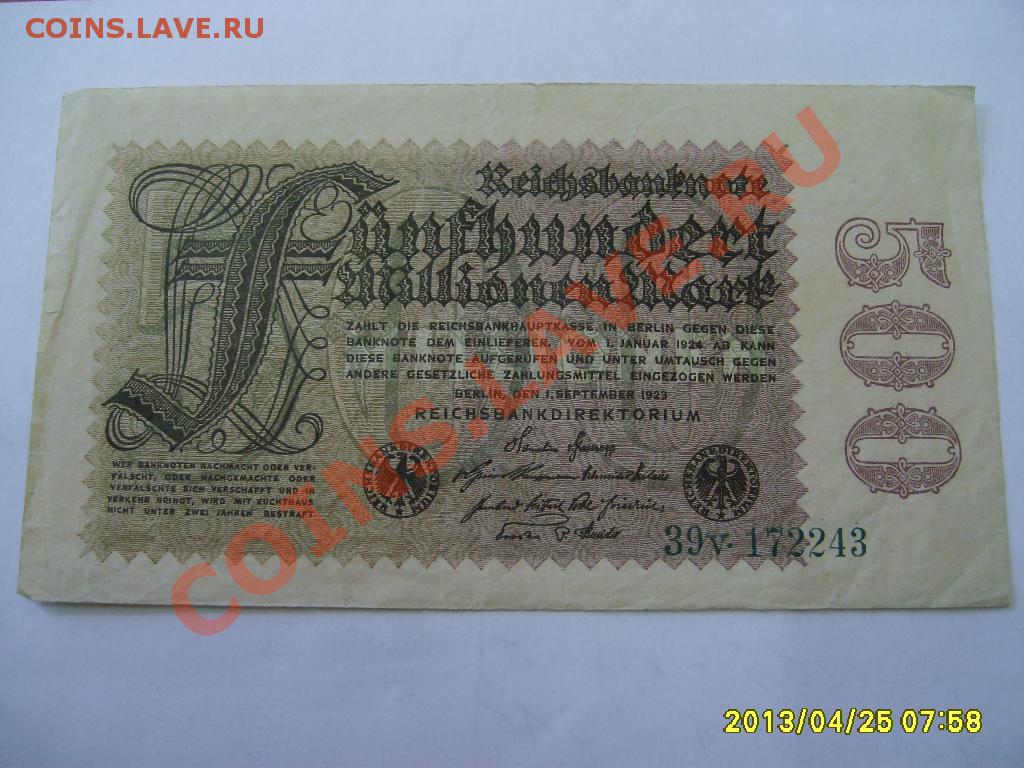 COINS.LAVE.RU
Reichsbanknote
Fünfhundert
Millionen Mark
ZAHLT DIE REICHSBANKHAUPTKASSE IN BERLIN GEGEN DIESE
BANKNOTE DEM EINLIEFERER. VOM 1. JANUAR 1924 AB KANN
DIESE BANKNOTE AUFGERUFEN UND UNTER UMTAUSCH GEGEN
ANDERE GESETZLICHE ZAHLUNGSMITTEL EINGEZOGEN WERDEN
BERLIN, DEN 1. SEPTEMBER 1923
REICHSBANKDIREKTORIUM
500
WER BANKNOTEN NACHMACHT ODER VER-
FÄLSCHT, ODER NACHGEMACHTE ODER
VERFÄLSCHTE SICH VERSCHAFFT UND IN
VERKEHR BRINGT, WIRD MIT ZUCHTHAUS
NICHT UNTER ZWEI JAHREN BESTRAFT
REICHSBANKDIREKTORIUM
REICHSBANKDIREKTORIUM
39V·172243
COINS.LAVE.RU
2013/04/25 07:58